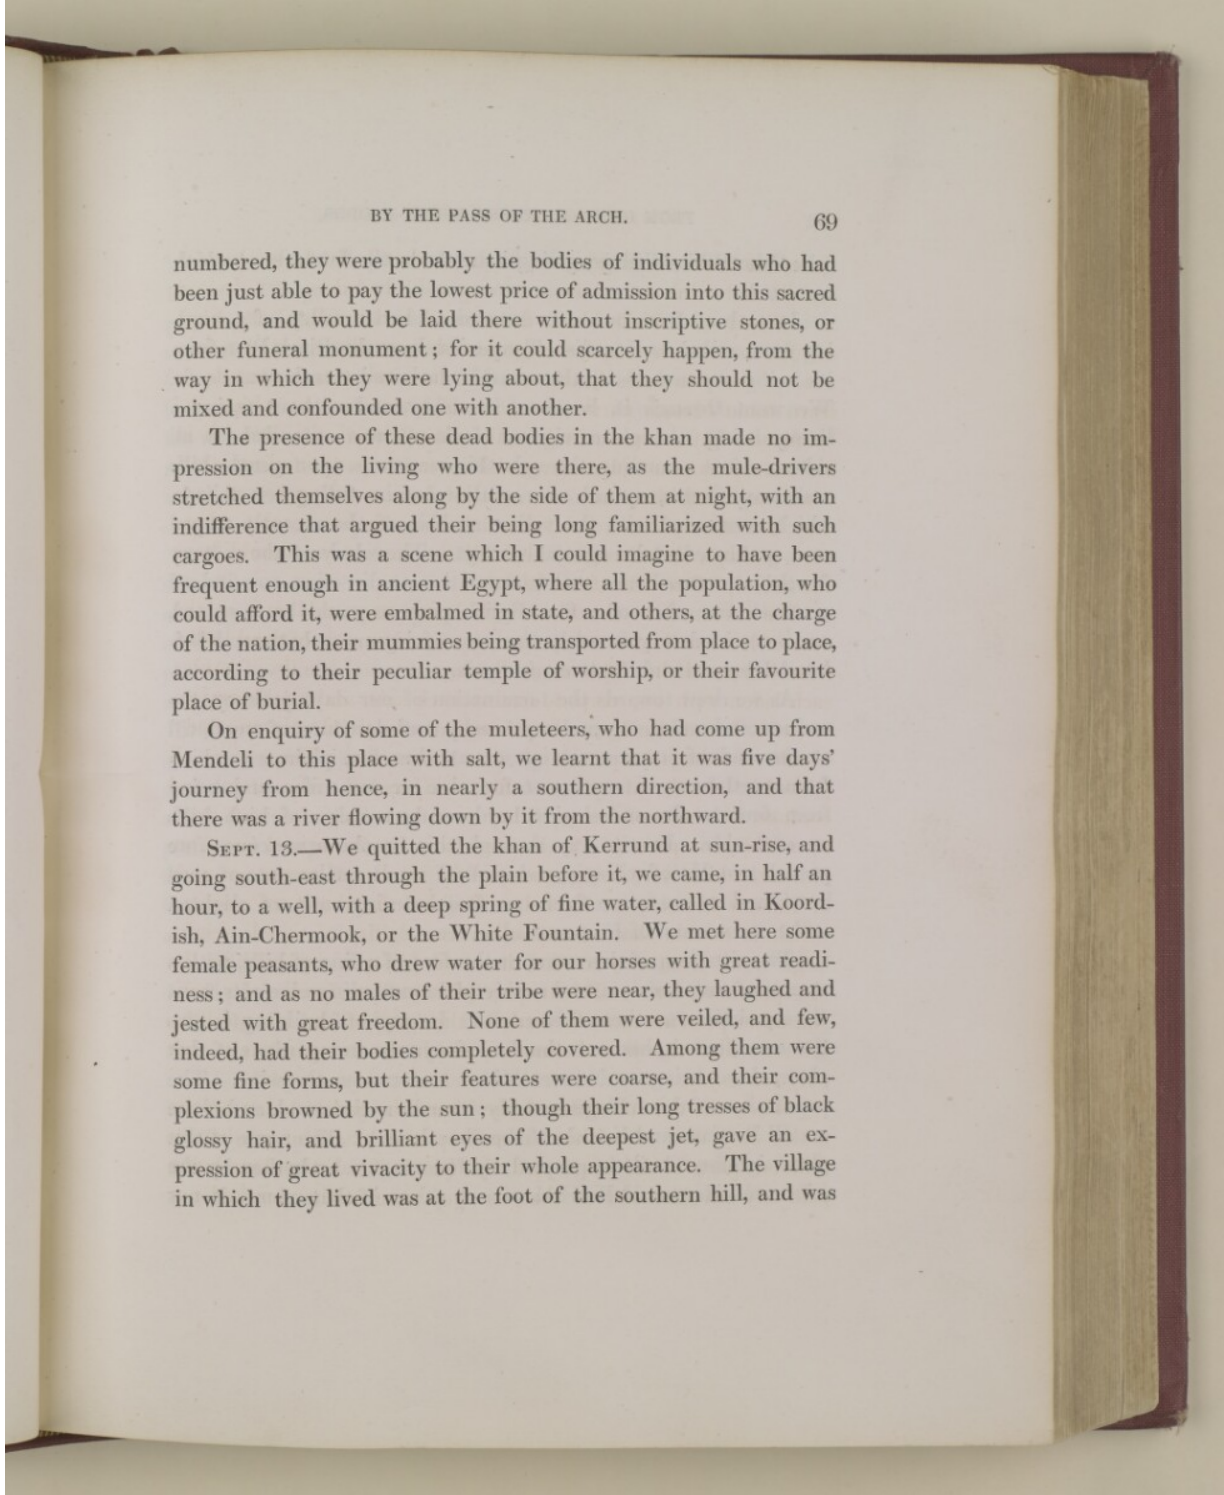 BY THE PASS OF THE ARCH. 69
numbered, they were probably the bodies of individuals who had
been just able to pay the lowest price of admission into this sacred
ground, and would be laid there without inscriptive stones, or
other funeral monument; for it could scarcely happen, from the
way in which they were lying about, that they should not be
mixed and confounded one with another.
The presence of these dead bodies in the khan made no im-
pression on the living who were there, as the mule-drivers
stretched themselves along by the side of them at night, with an
indifference that argued their being long familiarized with such
cargoes. This was a scene which I could imagine to have been
frequent enough in ancient Egypt, where all the population, who
could afford it, were embalmed in state, and others, at the charge
of the nation, their mummies being transported from place to place,
according to their peculiar temple of worship, or their favourite
place of burial.
On enquiry of some of the muleteers, who had come up from
Mendeli to this place with salt, we learnt that it was five days'
journey from hence, in nearly a southern direction, and that
there was a river flowing down by it from the northward.
SEPT. 13.—We quitted the khan of Kerrund at sun-rise, and
going south-east through the plain before it, we came, in half an
hour, to a well, with a deep spring of fine water, called in Koord-
ish, Ain-Chermook, or the White Fountain. We met here some
female peasants, who drew water for our horses with great readi-
ness; and as no males of their tribe were near, they laughed and
jested with great freedom. None of them were veiled, and few,
indeed, had their bodies completely covered. Among them were
some fine forms, but their features were coarse, and their com-
plexions browned by the sun; though their long tresses of black
glossy hair, and brilliant eyes of the deepest jet, gave an ex-
pression of great vivacity to their whole appearance. The village
in which they lived was at the foot of the southern hill, and was